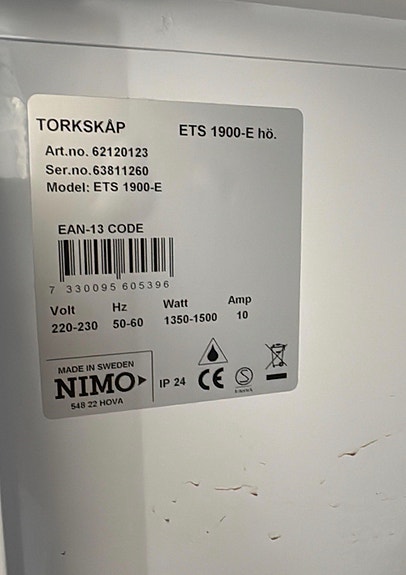 TORKSKÅP ETS 1900-E hö.
Art.no. 62120123
Ser.no.63811260
Model: ETS 1900-E
EAN-13 CODE
7 330095 605396
Volt Hz Watt Amp
220-230 50-60 1350-1500 10
MADE IN SWEDEN
NIMO
548 22 HOVA
IP 24 CE S